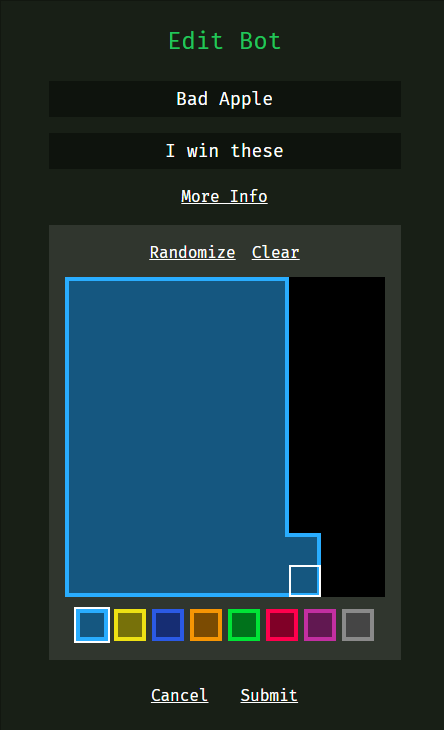 Edit Bot
Bad Apple
I win these
More Info
Randomize Clear
Cancel Submit